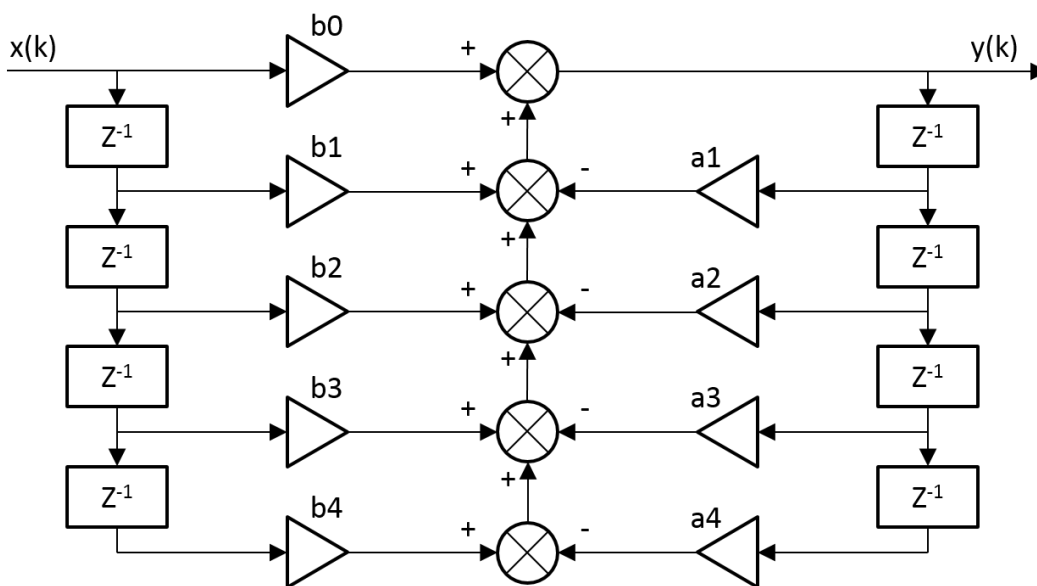 b0
x(k) + y(k)
Z-1 + Z-1
b1 + - a1
Z-1 + Z-1
b2 + - a2
Z-1 + Z-1
b3 + - a3
Z-1 + Z-1
b4 + - a4